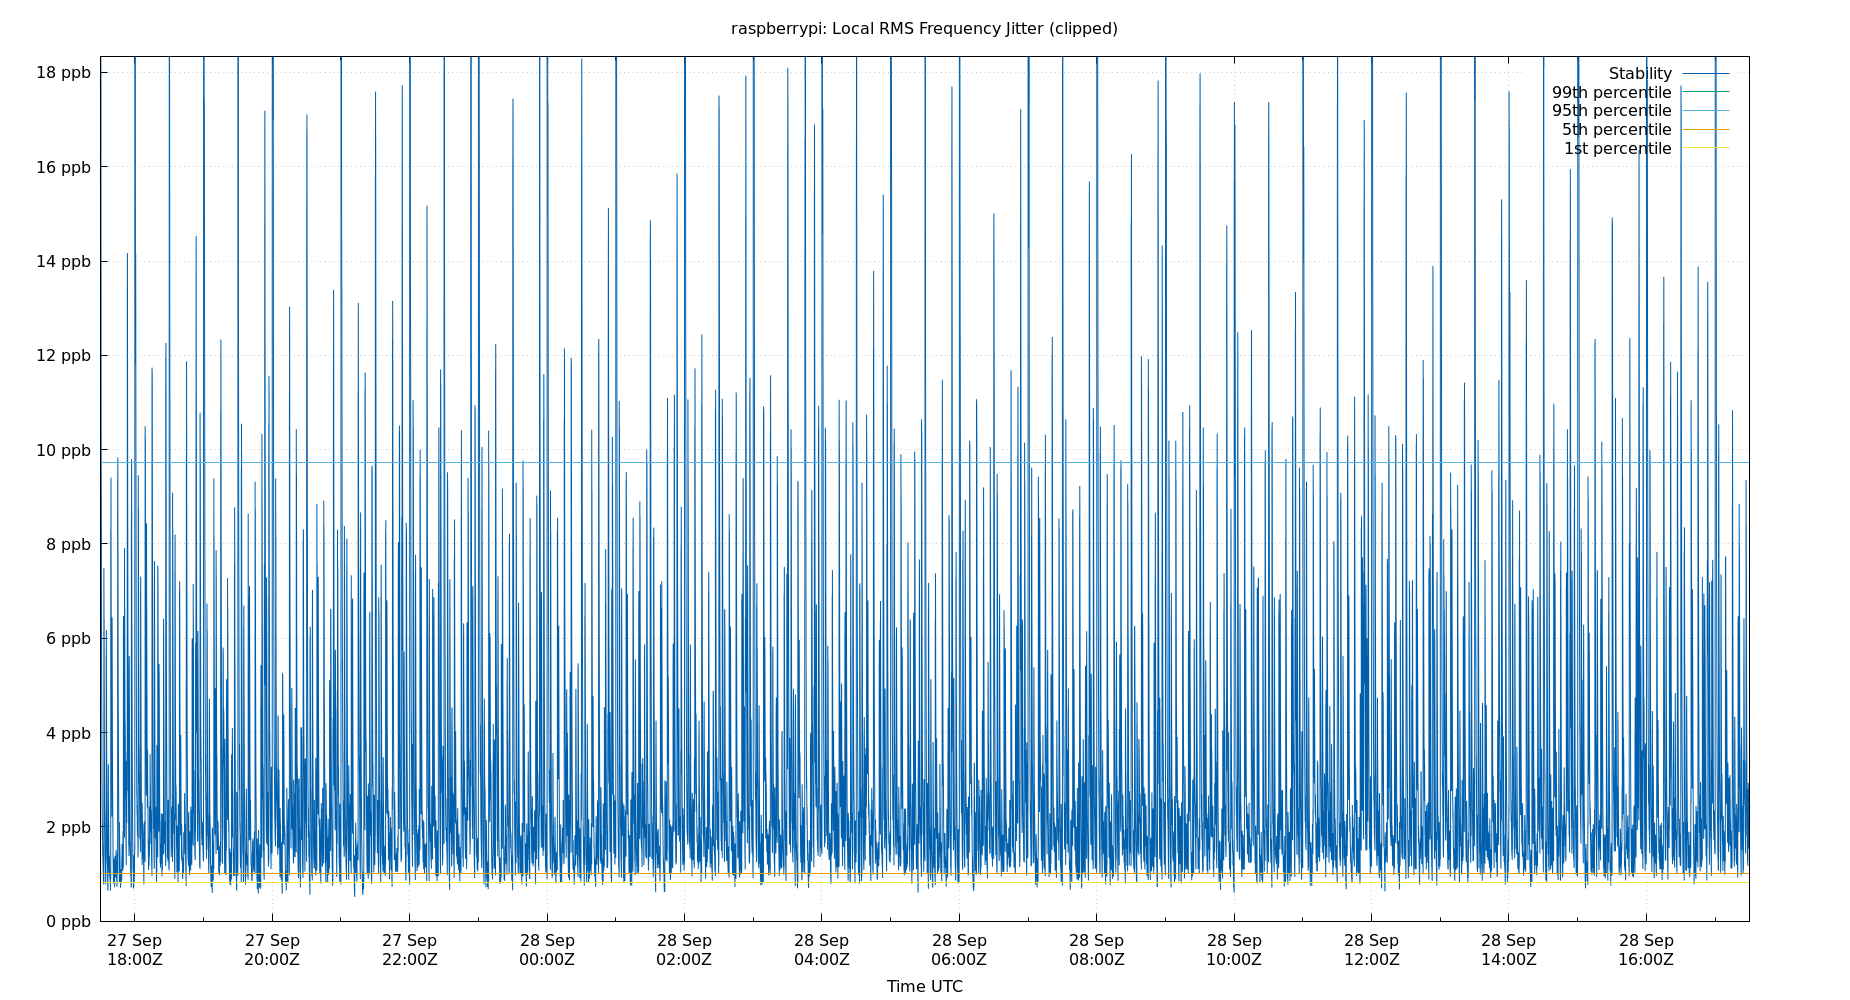 raspberrypi: Local RMS Frequency Jitter (clipped)
18 ppb
16 ppb
14 ppb
12 ppb
10 ppb
8 ppb
6 ppb
4 ppb
2 ppb
0 ppb
Stability
99th percentile
95th percentile
5th percentile
1st percentile
27 Sep 27 Sep 27 Sep 28 Sep 28 Sep 28 Sep 28 Sep 28 Sep 28 Sep 28 Sep 28 Sep 28 Sep
18:00Z 20:00Z 22:00Z 00:00Z 02:00Z 04:00Z 06:00Z 08:00Z 10:00Z 12:00Z 14:00Z 16:00Z
Time UTC